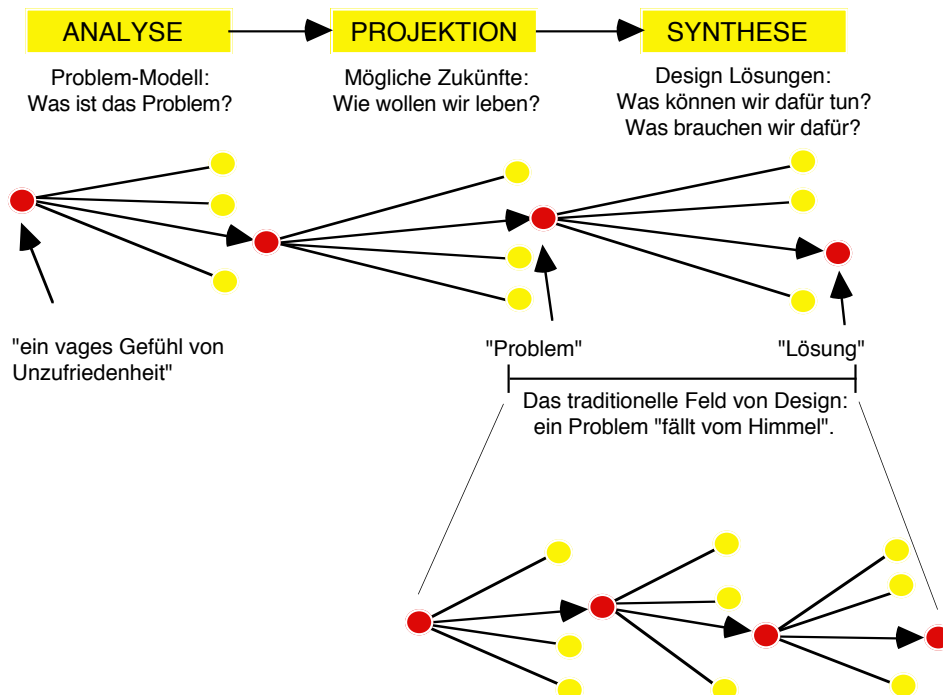 ANALYSE
PROJEKTION
SYNTHESE
Problem-Modell:
Was ist das Problem?
Mögliche Zukünfte:
Wie wollen wir leben?
Design Lösungen:
Was können wir dafür tun?
Was brauchen wir dafür?
"ein vages Gefühl von
Unzufriedenheit"
"Problem"
"Lösung"
Das traditionelle Feld von Design:
ein Problem "fällt vom Himmel".